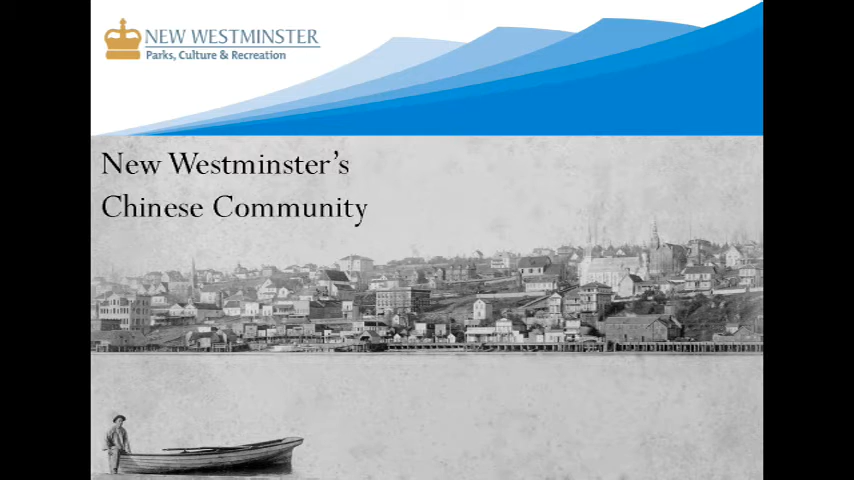 NEW WESTMINSTER
Parks, Culture & Recreation
New Westminster's
Chinese Community